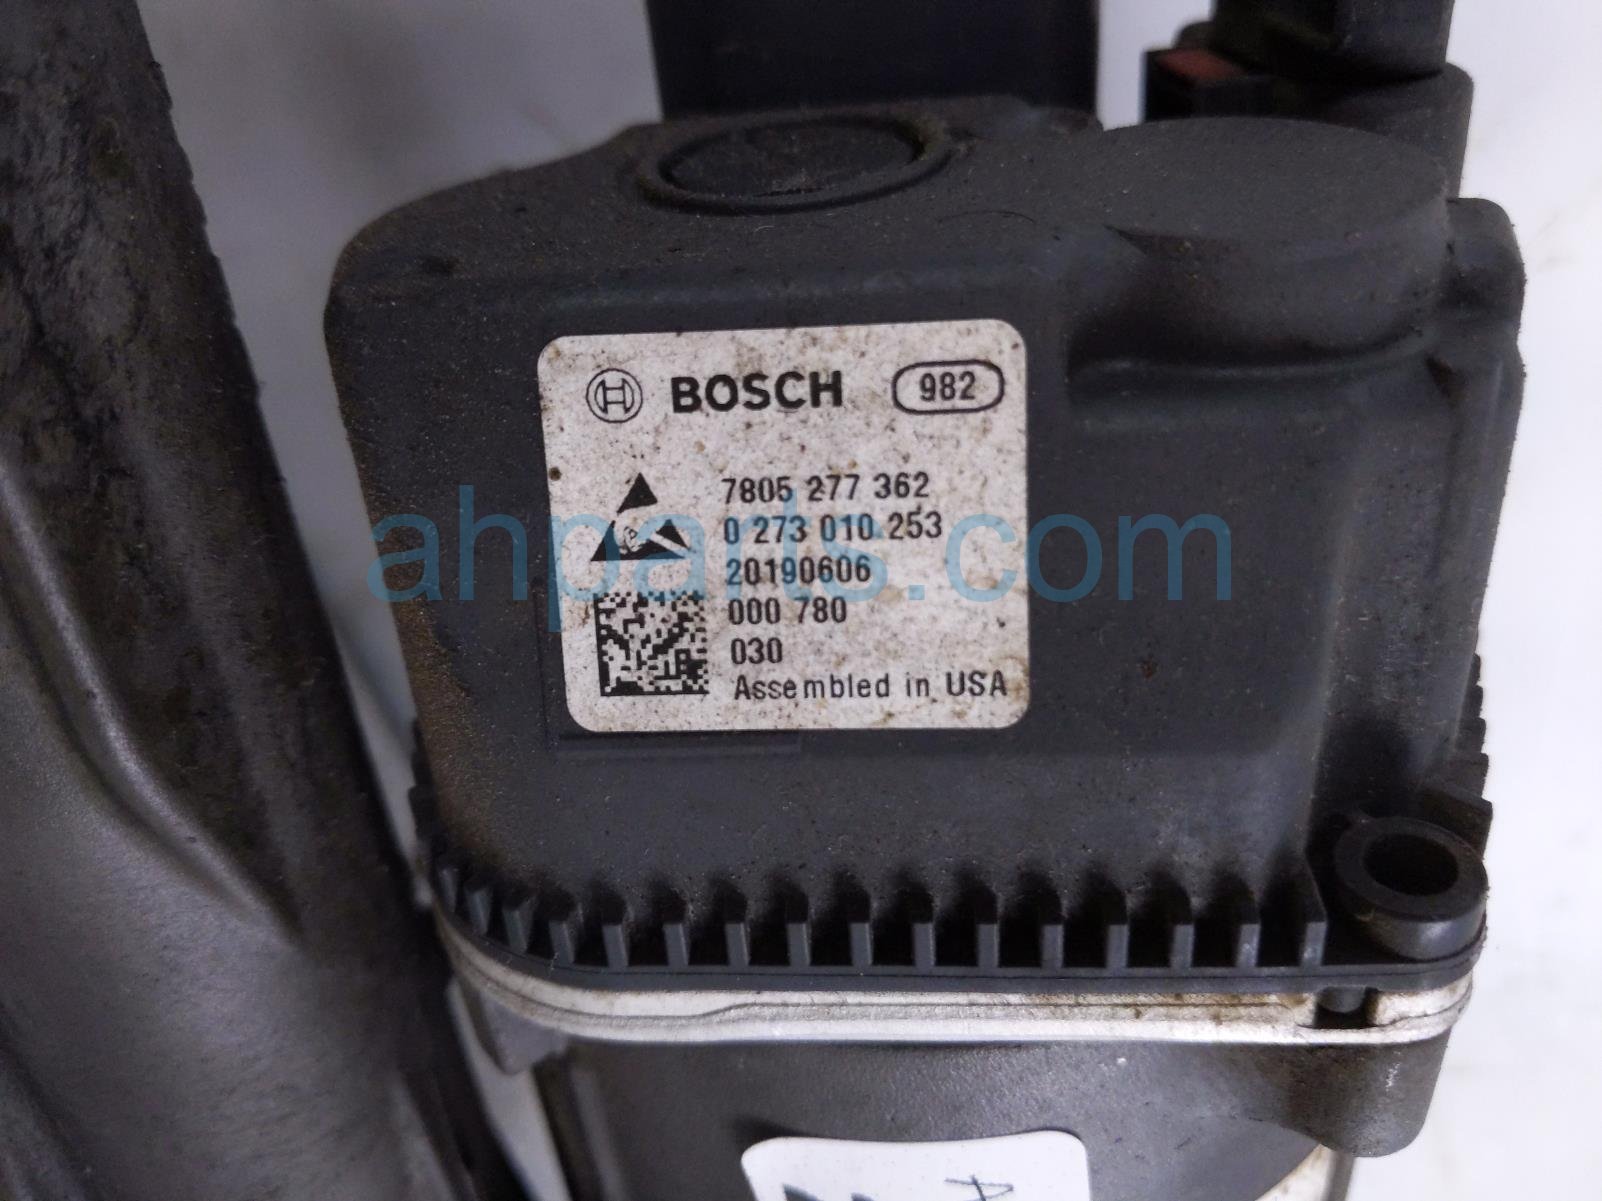 BOSCH 982
7805 277 362
0 273 010 253
20190606
000 780
030
Assembled in USA
ahparts.com